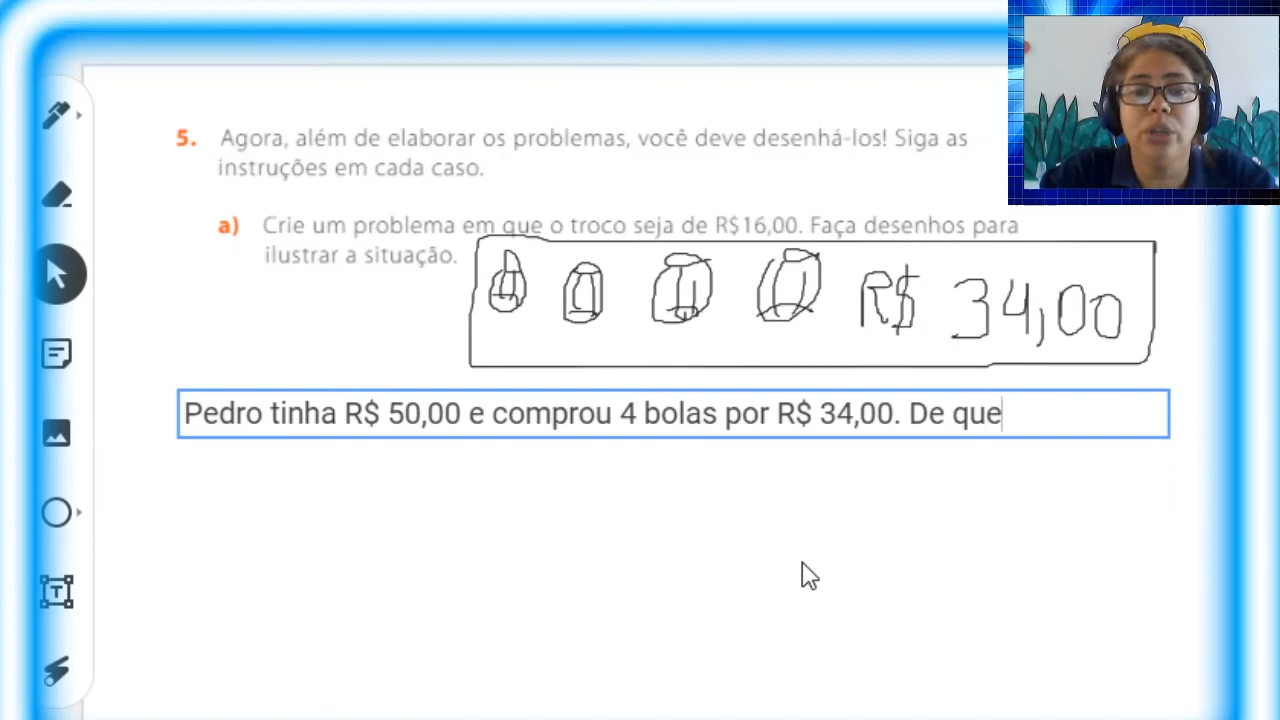 5. Agora, além de elaborar os problemas, você deve desenhá-los! Siga as
instruções em cada caso.
a) Crie um problema em que o troco seja de R$16,00. Faça desenhos para
ilustrar a situação.
R$ 34,00
Pedro tinha R$ 50,00 e comprou 4 bolas por R$ 34,00. De que
T